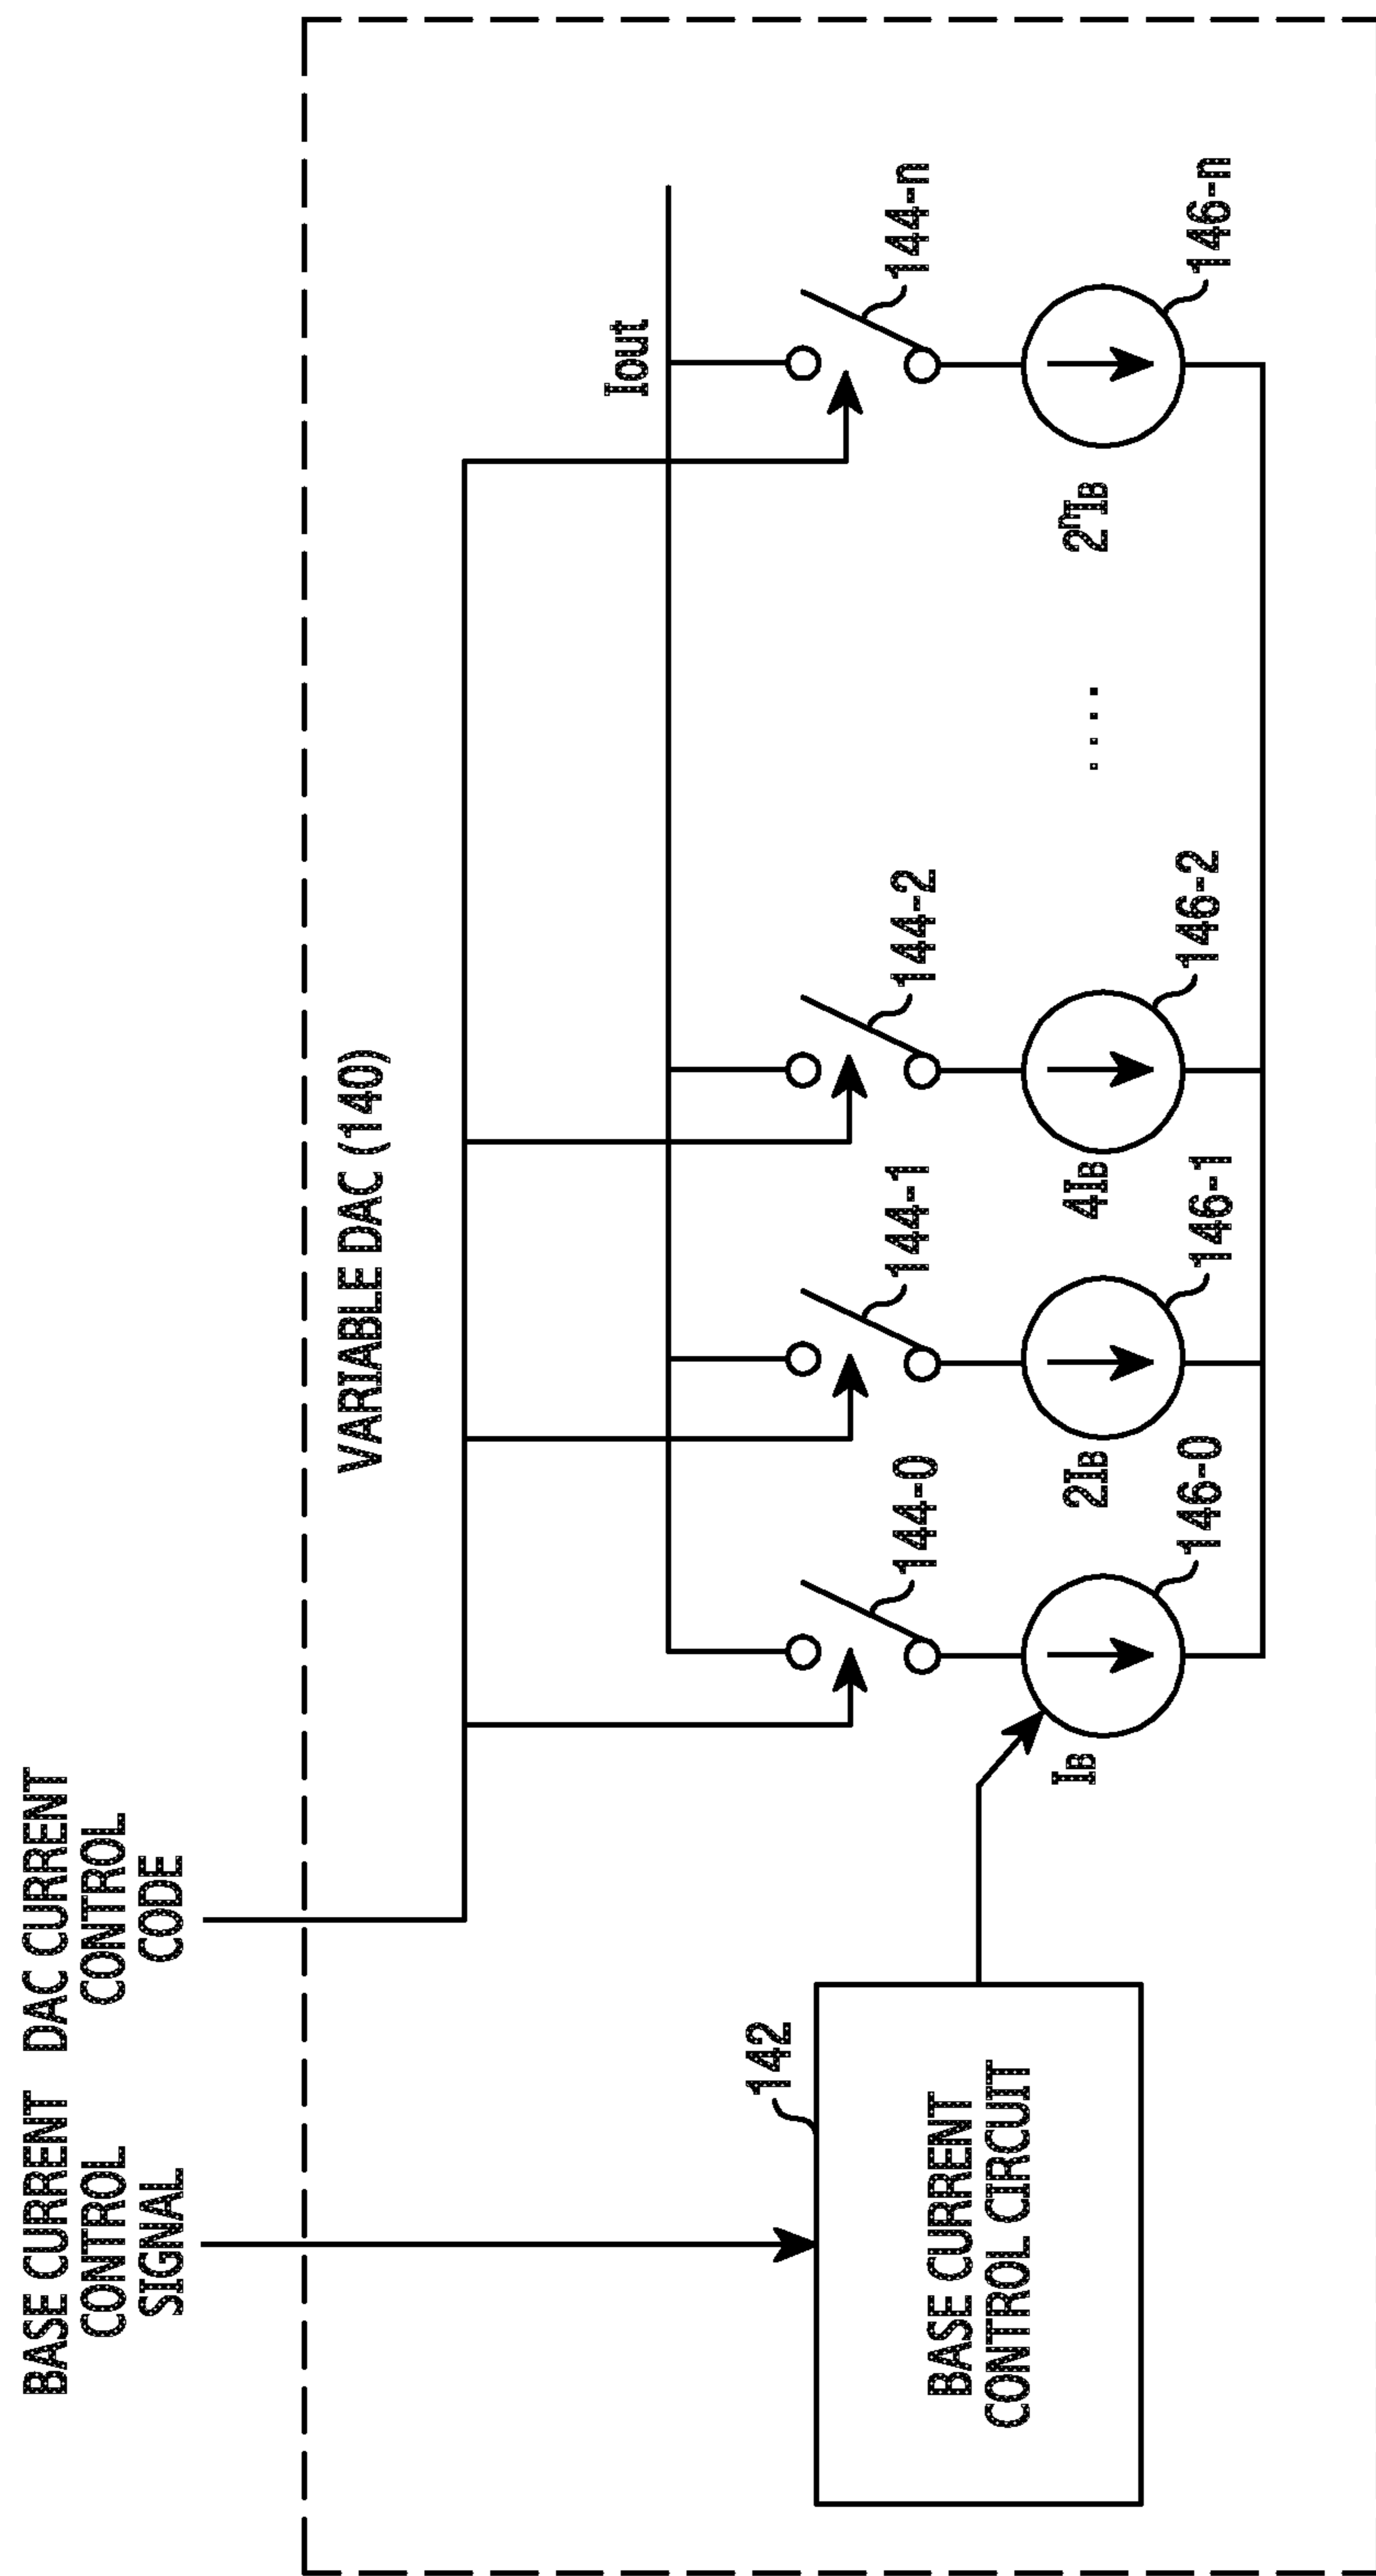 BASE CURRENT
CONTROL
SIGNAL
DAC CURRENT
CONTROL
CODE
VARIABLE DAC (140)
Iout
142
BASE CURRENT
CONTROL CIRCUIT
144-0
144-1
144-2
144-n
IB
2IB
4IB
....
2ⁿIB
146-0
146-1
146-2
146-n